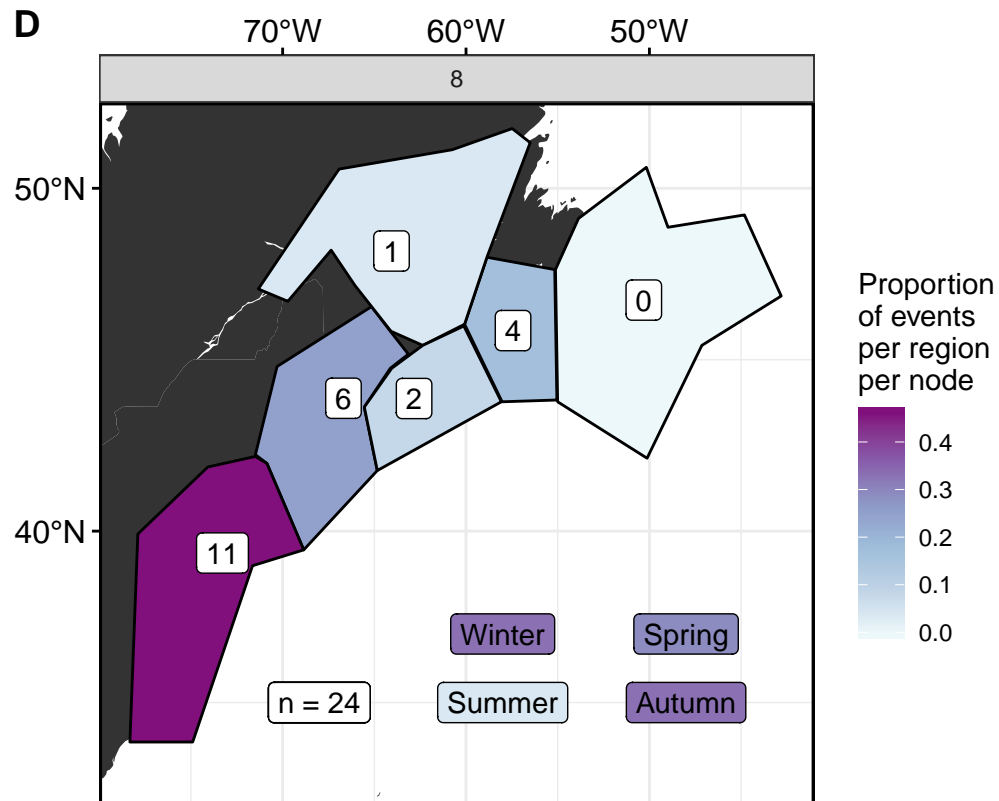 D
70°W 60°W 50°W
8
50°N
1
0
4
6
2
40°N
11
Winter Spring
n = 24 Summer Autumn
Proportion
of events
per region
per node
0.4
0.3
0.2
0.1
0.0